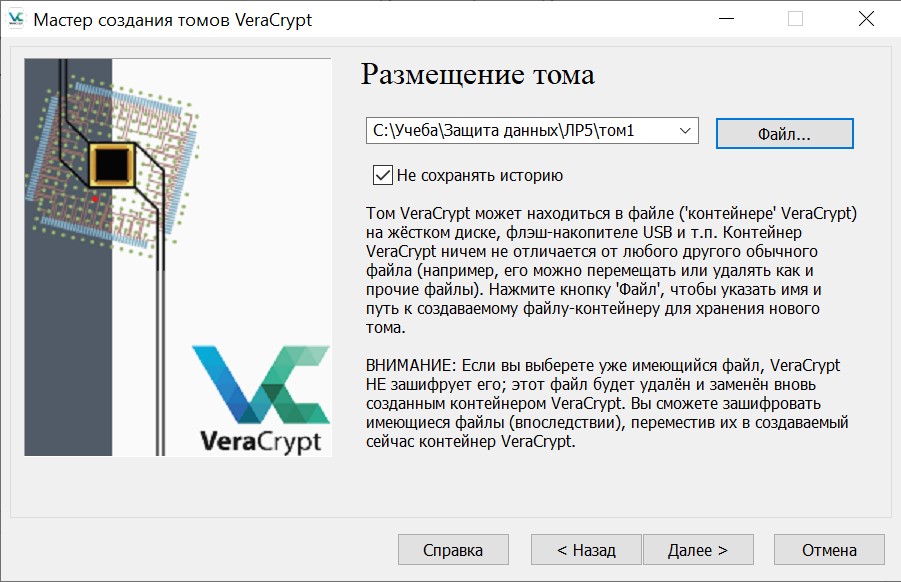 Мастер создания томов VeraCrypt
Размещение тома
C:\Учеба\Защита данных\ЛР5\том1
Файл...
Не сохранять историю
Том VeraCrypt может находиться в файле ('контейнере' VeraCrypt)
на жёстком диске, флэш-накопителе USB и т.п. Контейнер
VeraCrypt ничем не отличается от любого другого обычного
файла (например, его можно перемещать или удалять как и
прочие файлы). Нажмите кнопку 'Файл', чтобы указать имя и
путь к создаваемому файлу-контейнеру для хранения нового
тома.
ВНИМАНИЕ: Если вы выберете уже имеющийся файл, VeraCrypt
НЕ зашифрует его; этот файл будет удалён и заменён вновь
созданным контейнером VeraCrypt. Вы сможете зашифровать
имеющиеся файлы (впоследствии), переместив их в создаваемый
сейчас контейнер VeraCrypt.
VeraCrypt
Справка
< Назад
Далее >
Отмена